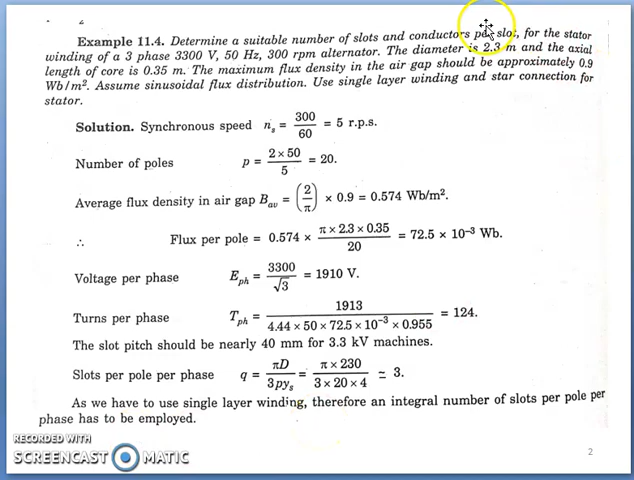 Example 11.4. Determine a suitable number of slots and conductors per slot, for the stator
winding of a 3 phase 3300 V, 50 Hz, 300 rpm alternator. The diameter is 2.3 m and the axial
length of core is 0.35 m. The maximum flux density in the air gap should be approximately 0.9
Wb/m². Assume sinusoidal flux distribution. Use single layer winding and star connection for
stator.
Solution. Synchronous speed n_s = 300/60 = 5 r.p.s.
Number of poles p = (2 × 50)/5 = 20.
Average flux density in air gap B_av = (2/π) × 0.9 = 0.574 Wb/m².
∴ Flux per pole = 0.574 × (π × 2.3 × 0.35)/20 = 72.5 × 10⁻³ Wb.
Voltage per phase E_ph = 3300/√3 = 1910 V.
Turns per phase T_ph = 1913/(4.44 × 50 × 72.5 × 10⁻³ × 0.955) = 124.
The slot pitch should be nearly 40 mm for 3.3 kV machines.
Slots per pole per phase q = πD/3py_s = (π × 230)/(3 × 20 × 4) ≃ 3.
As we have to use single layer winding, therefore an integral number of slots per pole per
phase has to be employed.
RECORDED WITH
SCREENCAST MATIC
2